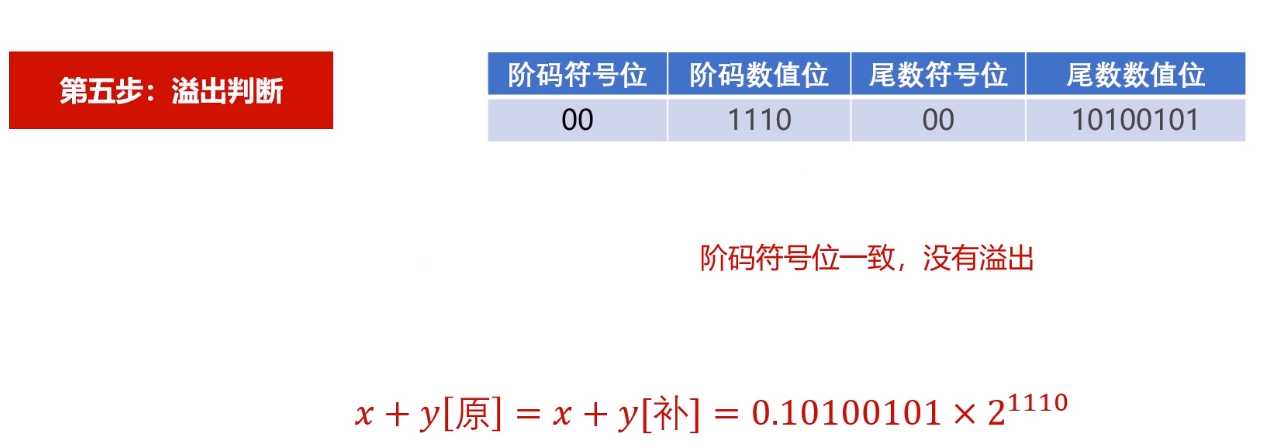 第五步：溢出判断
阶码符号位 阶码数值位 尾数符号位 尾数数值位
00 1110 00 10100101
阶码符号位一致，没有溢出
x + y[原] = x + y[补] = 0.10100101 × 2^1110